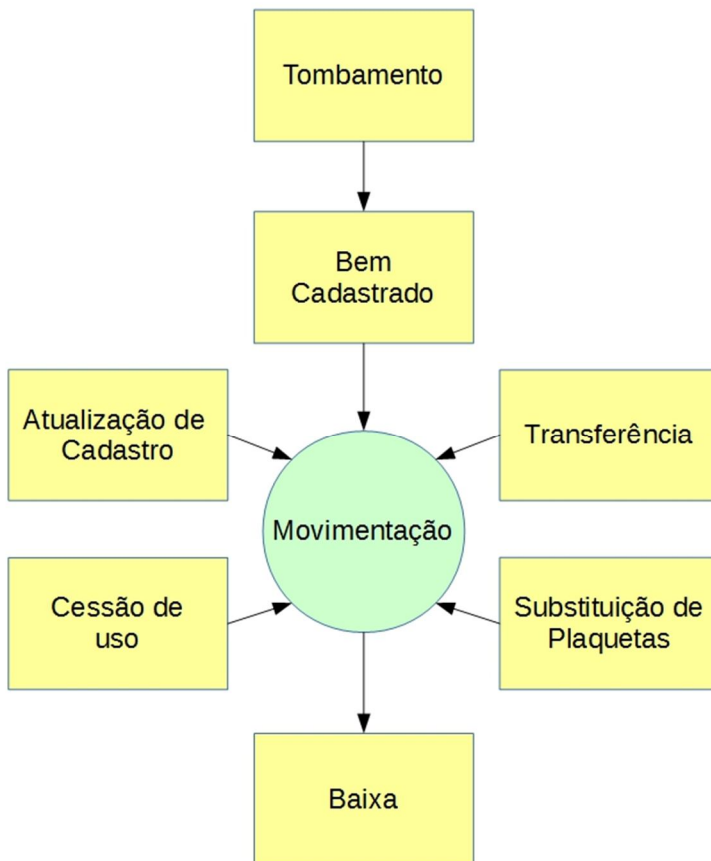 Tombamento
Bem
Cadastrado
Atualização de
Cadastro
Transferência
Movimentação
Cessão de
uso
Substituição de
Plaquetas
Baixa